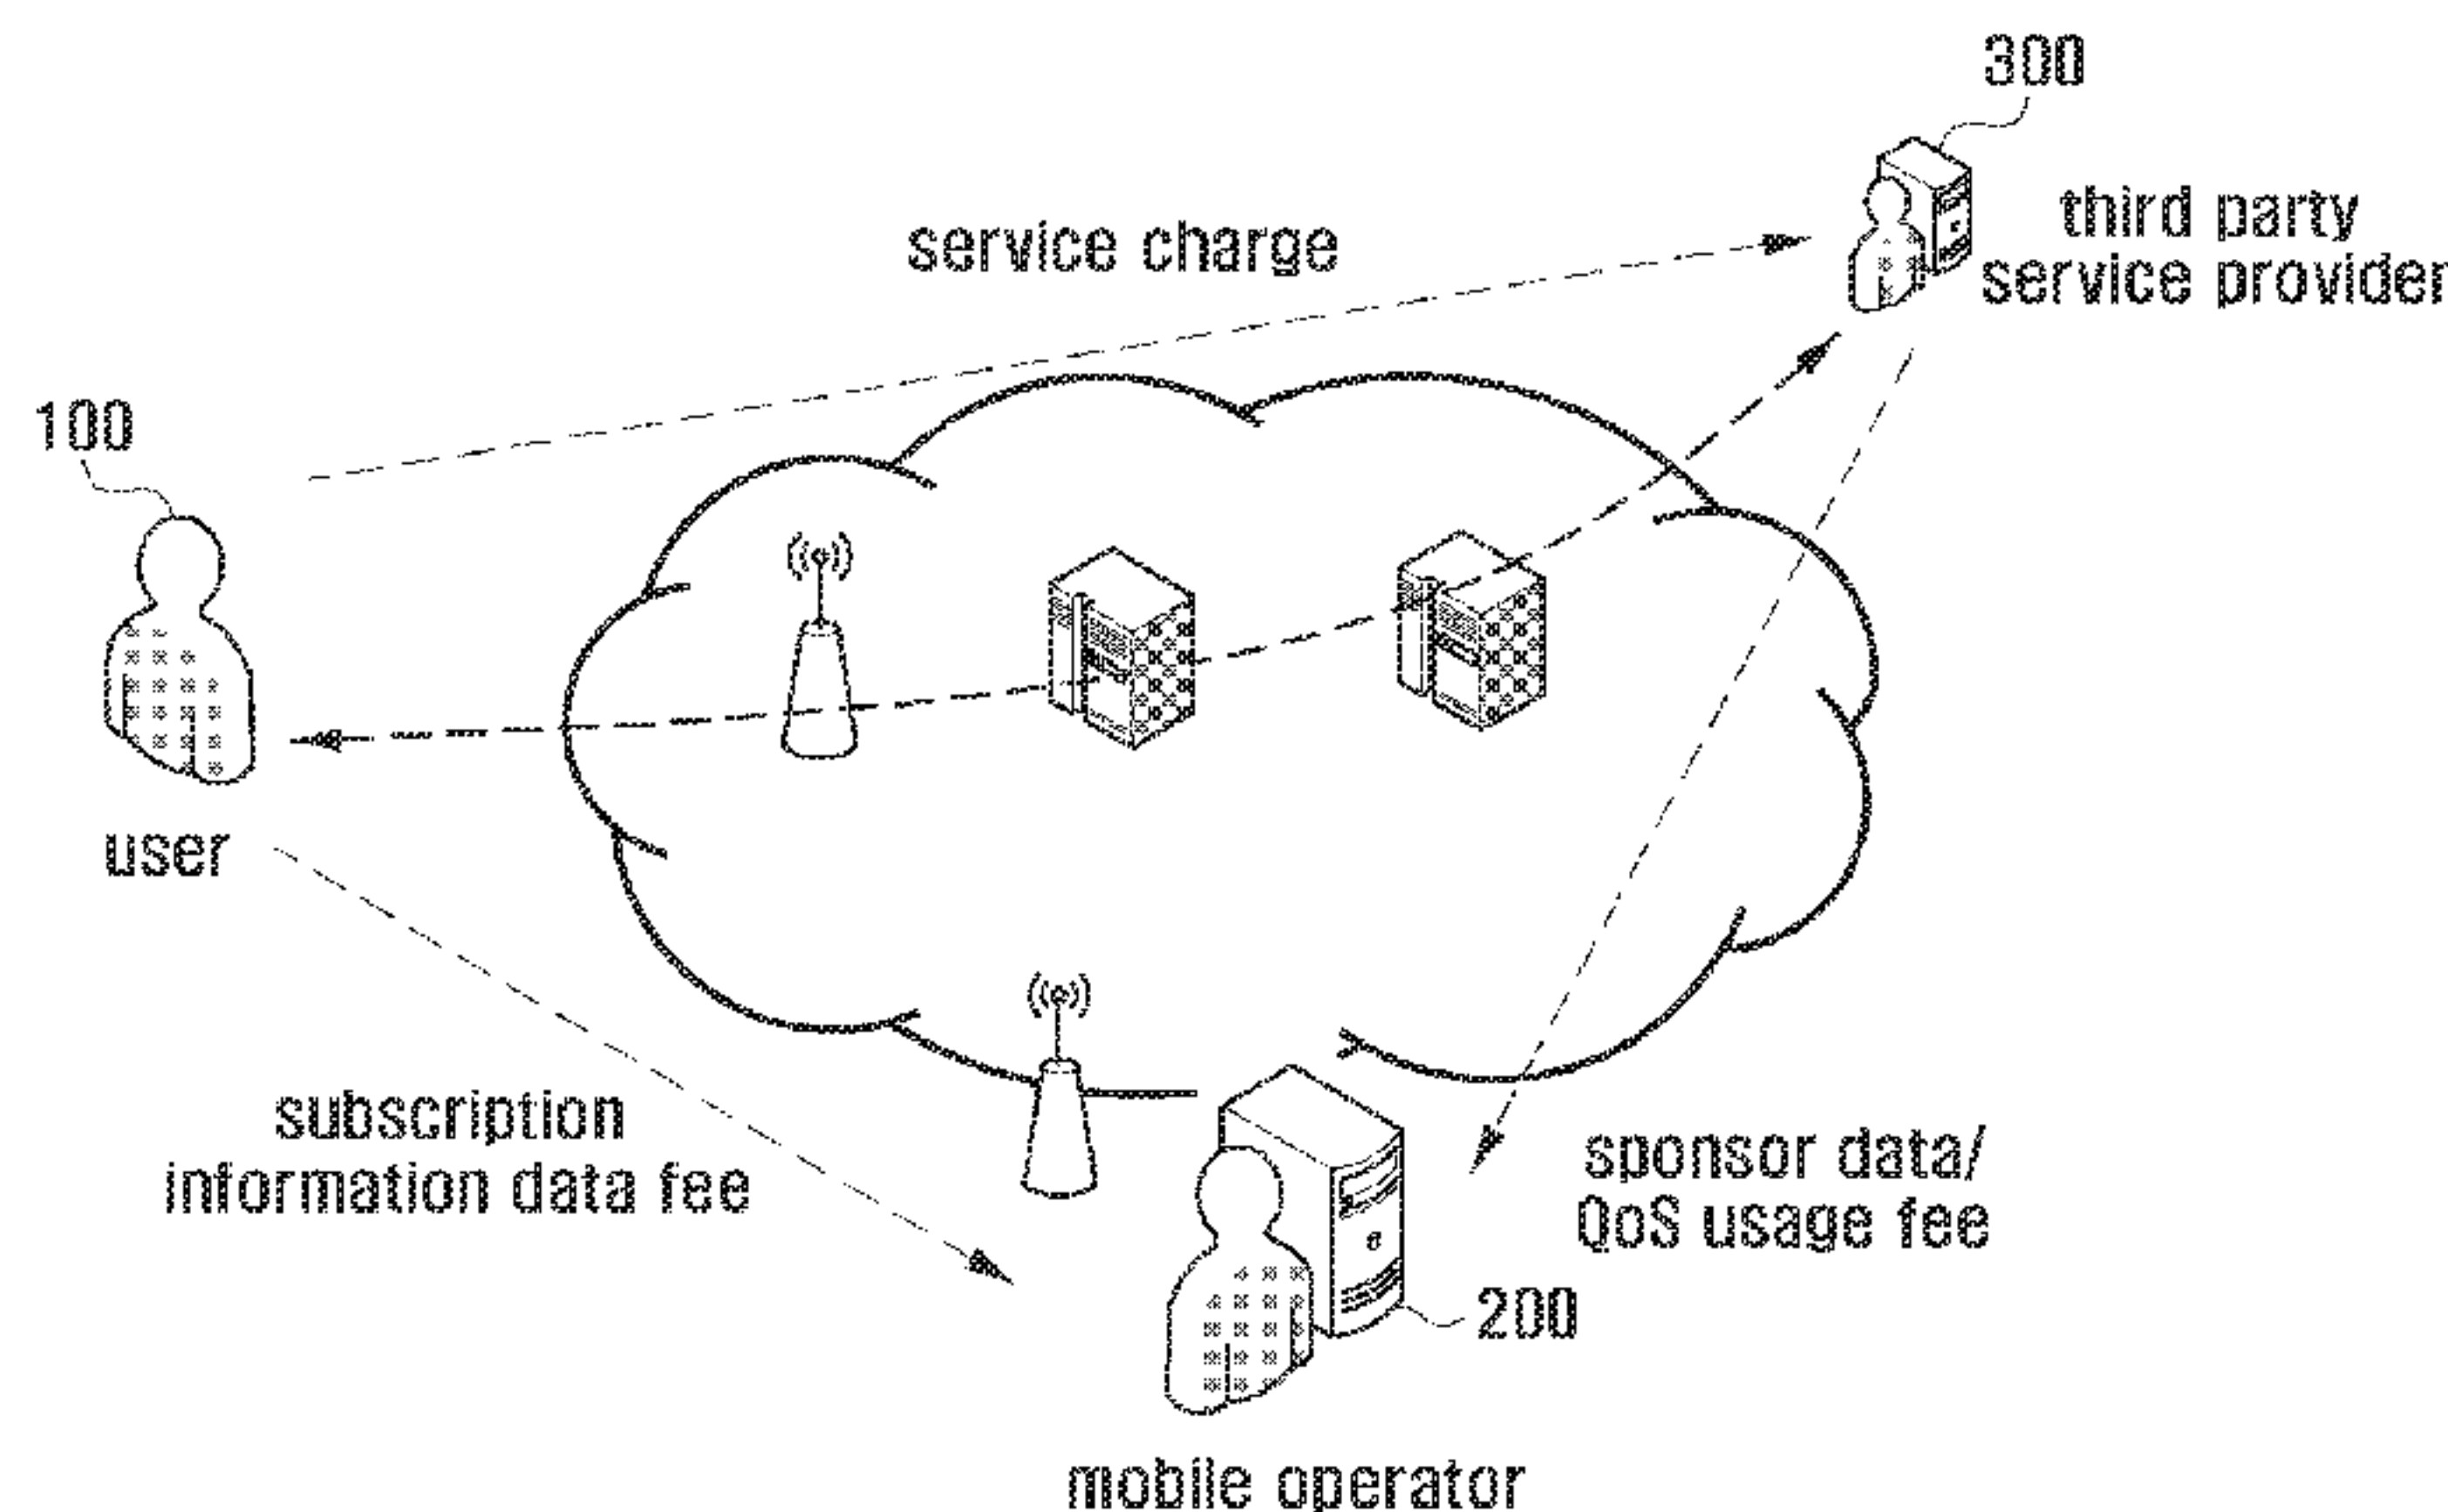 300
third party
service provider
service charge
100
user
subscription
information data fee
sponsor data/
QoS usage fee
200
mobile operator